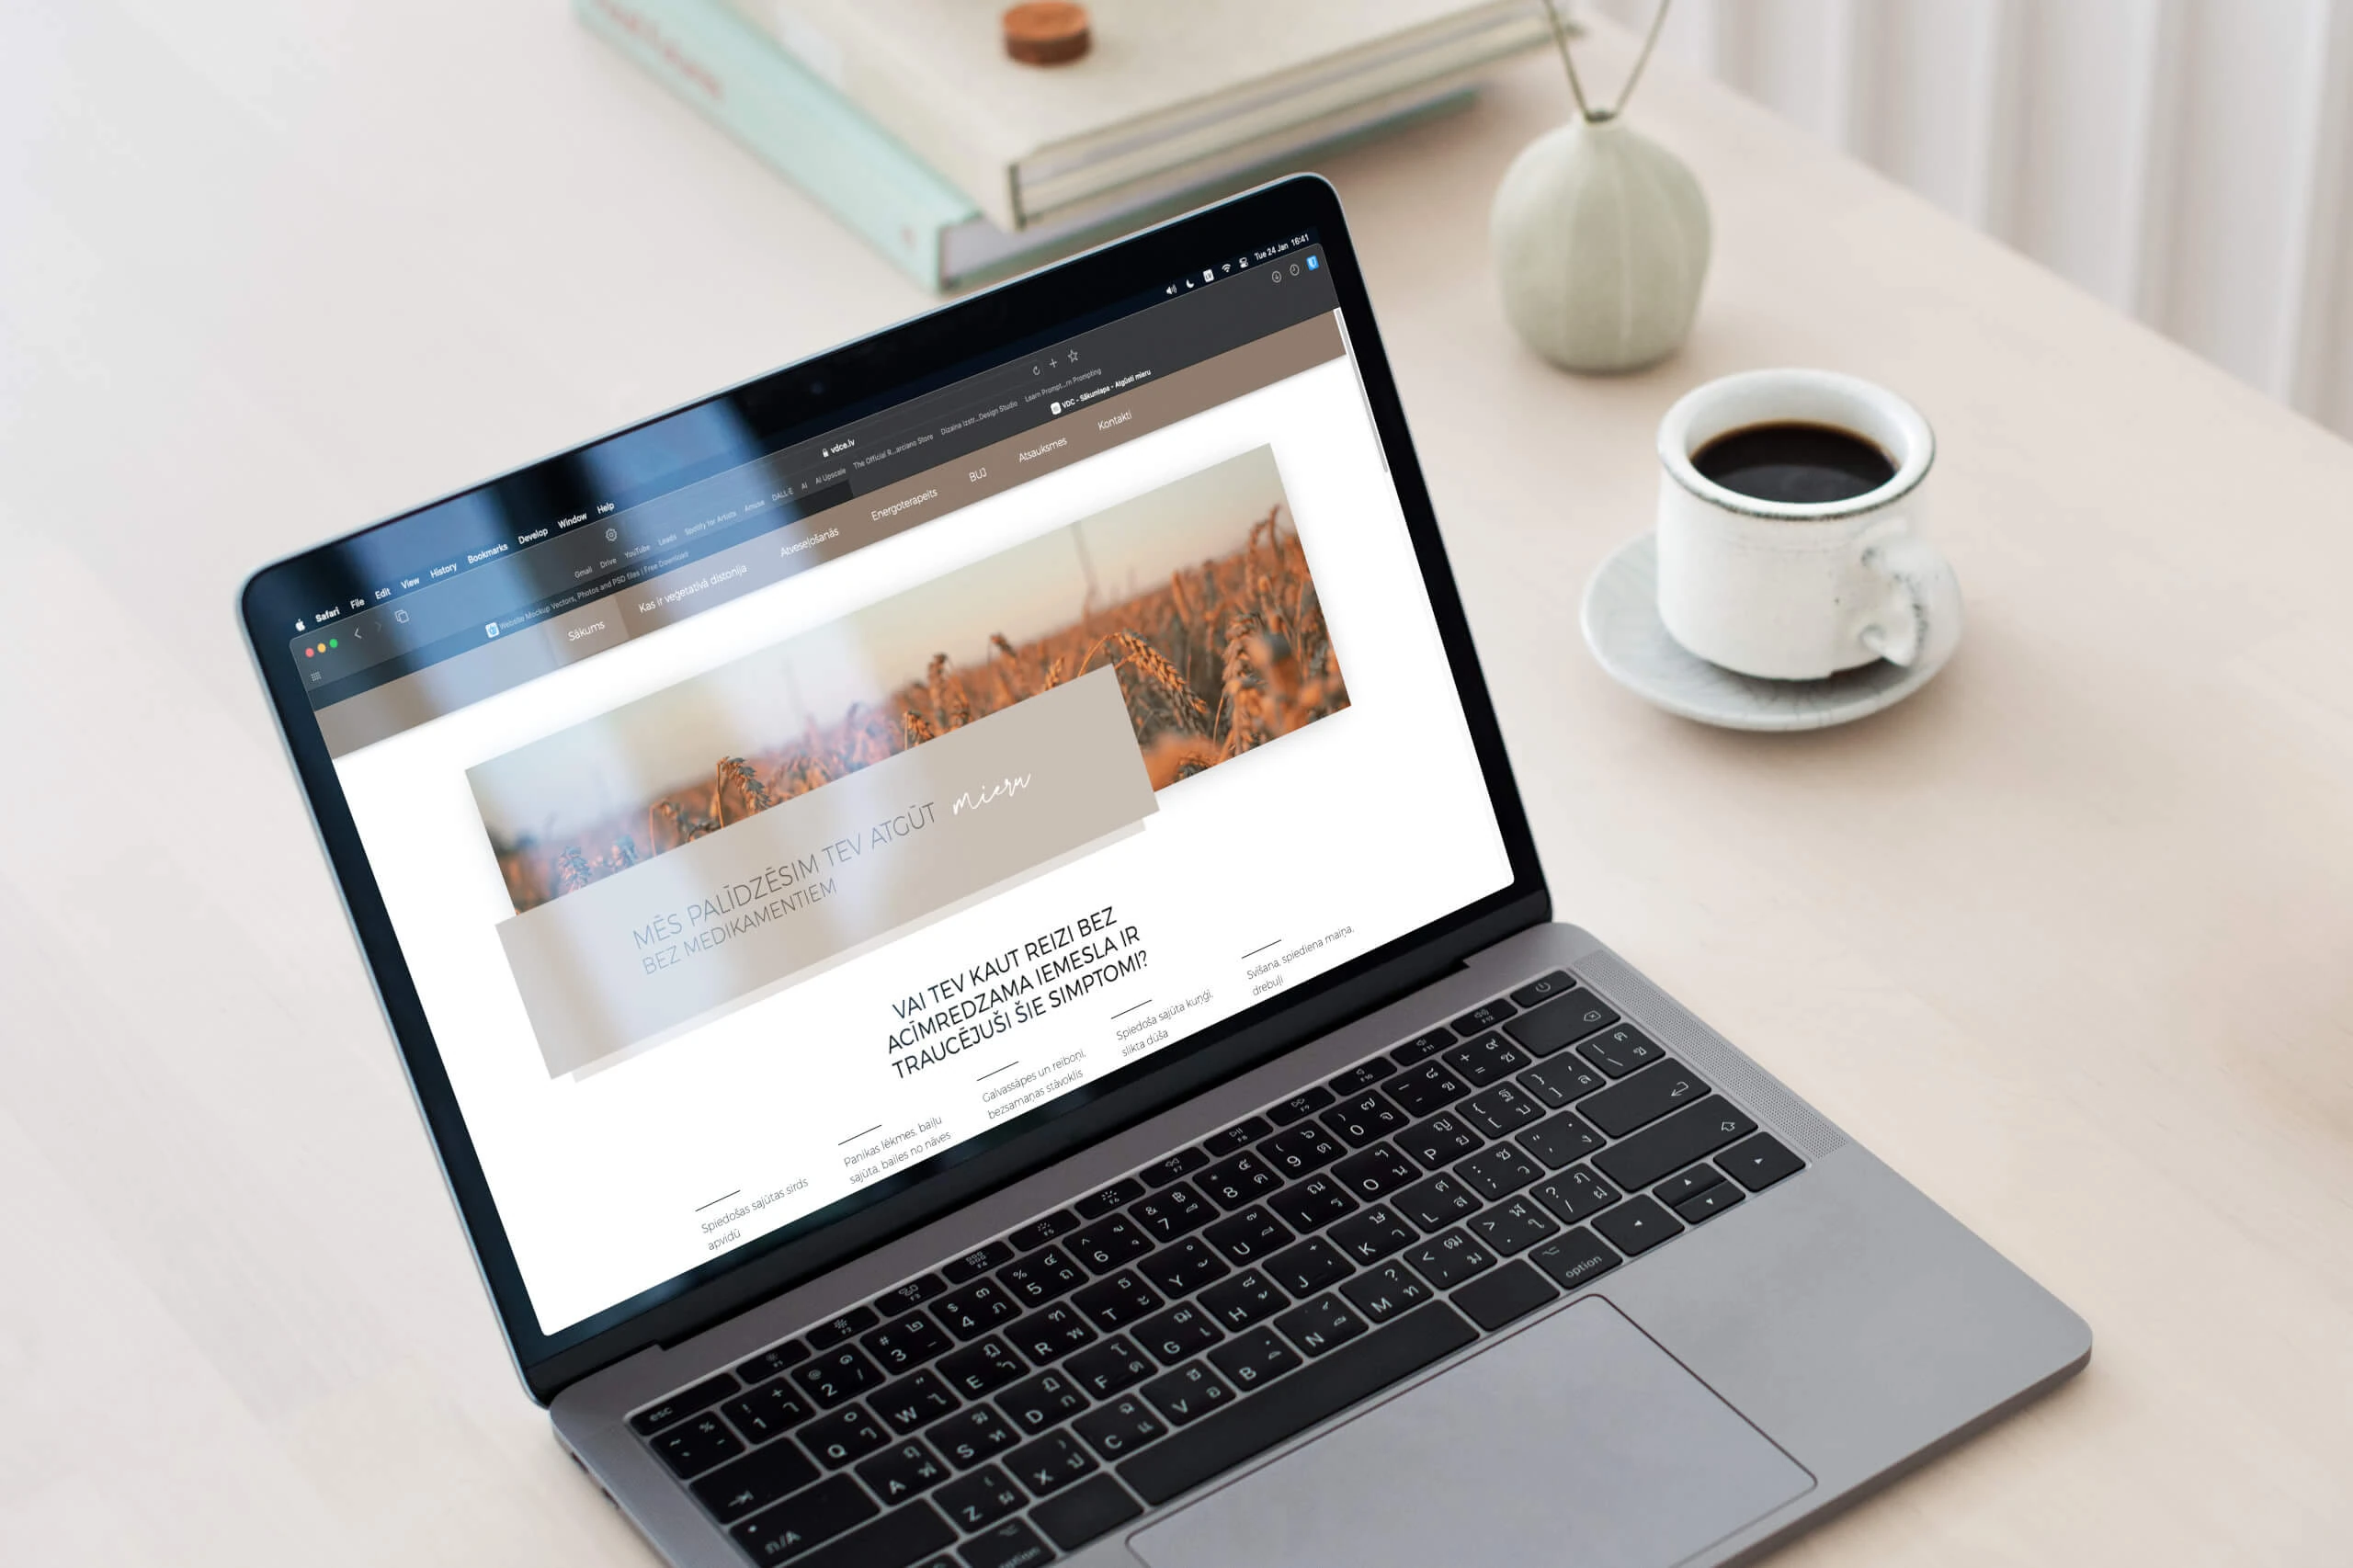 Safari File Edit View History Bookmarks Develop Window Help Tue 24 Jan 16:41
vdce.lv
Gmail Drive YouTube Leads Spotify for Artists Amuse DALL·E AI AI Upscale The Official R...arciano Store Dizaina Izstr...Design Studio Learn Prompt...rn Prompting
Website Mockup Vectors, Photos and PSD files | Free Download
VDC - Sākumlapa - Atgūsti mieru
Sākums Kas ir veģetatīvā distonija Atveseļošanās Energoterapeits BUJ Atsauksmes Kontakti
MĒS PALĪDZĒSIM TEV ATGŪT mieru
BEZ MEDIKAMENTIEM
VAI TEV KAUT REIZI BEZ
ACĪMREDZAMA IEMESLA IR
TRAUCĒJUŠI ŠIE SIMPTOMI?
Spiedošas sajūtas sirds
apvidū
Panikas lēkmes, baiļu
sajūta, bailes no nāves
Galvassāpes un reiboņi,
bezsamaņas stāvoklis
Spiedoša sajūta kuņģī,
slikta dūša
Svīšana, spiediena maiņa,
drebuļi
esc
option
option